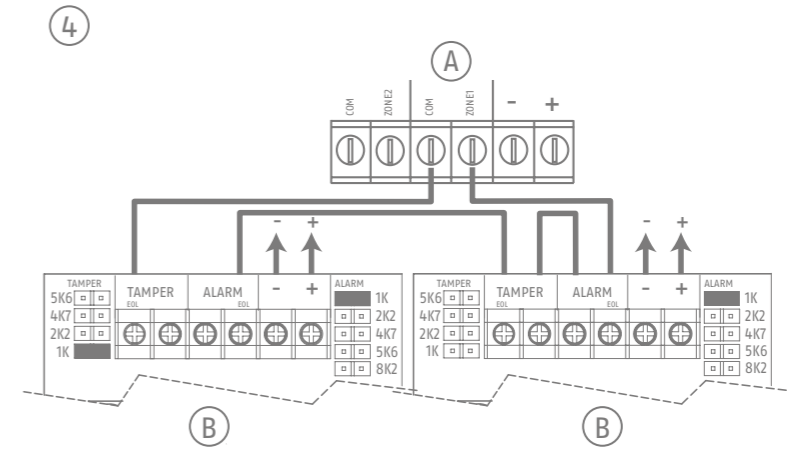 4
A
COM ZONE2 COM ZONE1 - +
- + - +
TAMPER TAMPER ALARM - + ALARM
EOL EOL
5K6 1K
4K7 2K2
2K2 4K7
1K 5K6
8K2
B
TAMPER TAMPER ALARM - + ALARM
EOL EOL
5K6 1K
4K7 2K2
2K2 4K7
1K 5K6
8K2
B